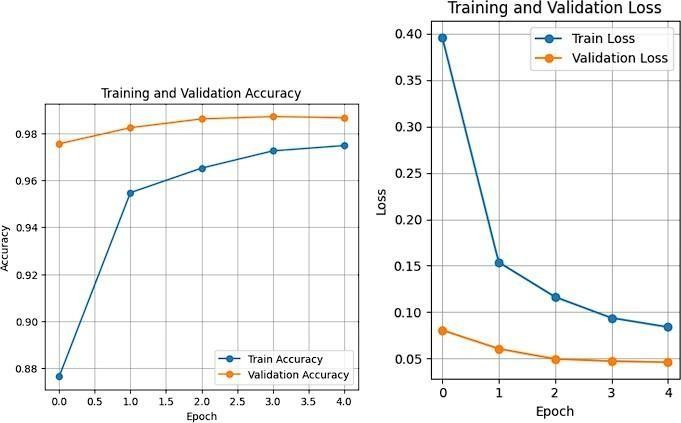 Training and Validation Accuracy
Accuracy
0.98
0.96
0.94
0.92
0.90
0.88
Train Accuracy
Validation Accuracy
0.0 0.5 1.0 1.5 2.0 2.5 3.0 3.5 4.0
Epoch
Training and Validation Loss
Loss
0.40
0.35
0.30
0.25
0.20
0.15
0.10
0.05
Train Loss
Validation Loss
0 1 2 3 4
Epoch